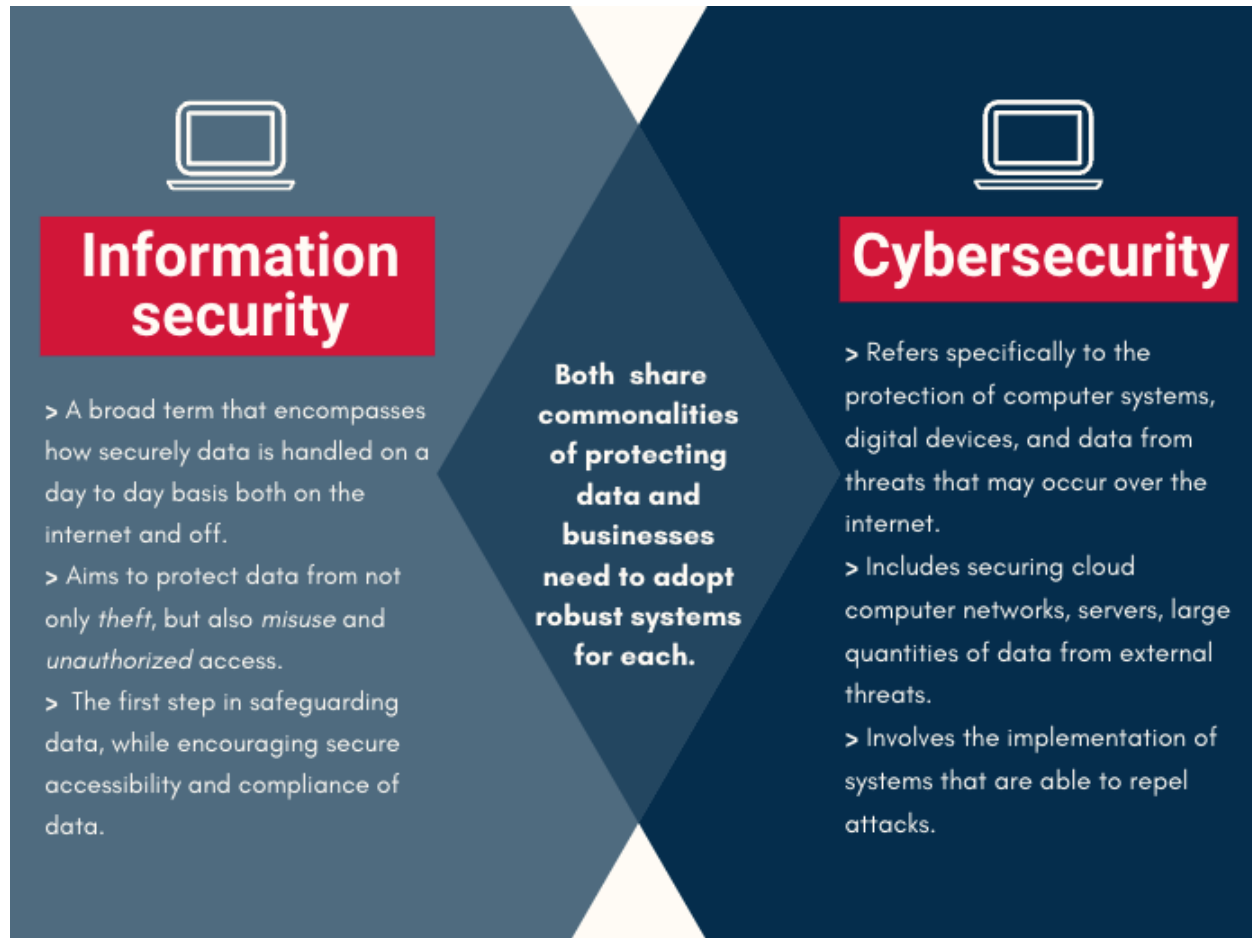 Information
security
> A broad term that encompasses
how securely data is handled on a
day to day basis both on the
internet and off.
> Aims to protect data from not
only theft, but also misuse and
unauthorized access.
> The first step in safeguarding
data, while encouraging secure
accessibility and compliance of
data.
Both share
commonalities
of protecting
data and
businesses
need to adopt
robust systems
for each.
Cybersecurity
> Refers specifically to the
protection of computer systems,
digital devices, and data from
threats that may occur over the
internet.
> Includes securing cloud
computer networks, servers, large
quantities of data from external
threats.
> Involves the implementation of
systems that are able to repel
attacks.